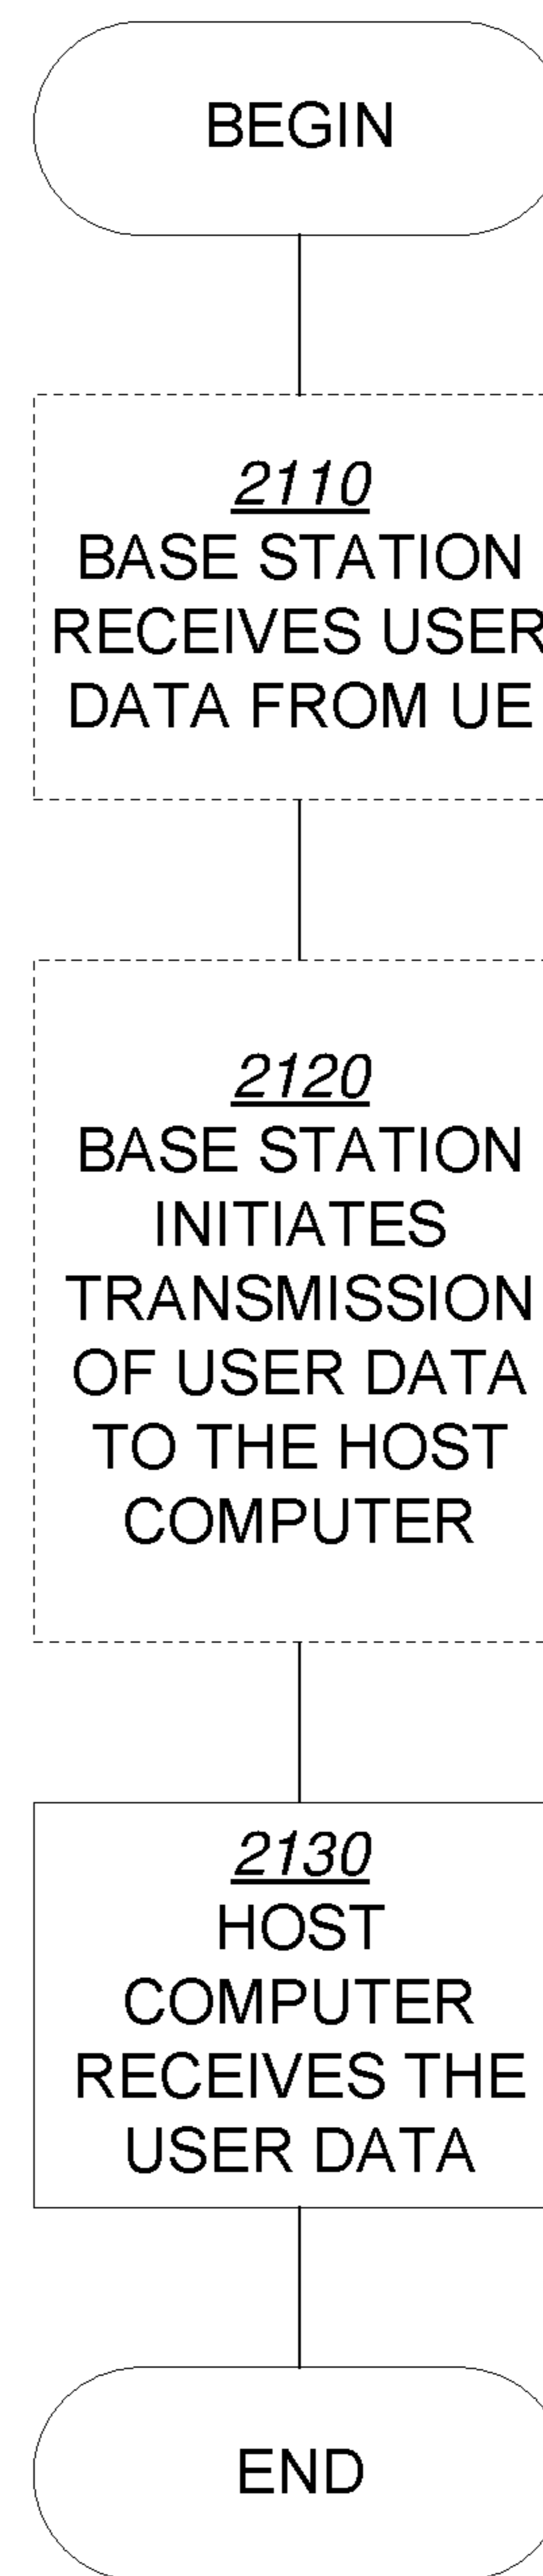 BEGIN
2110
BASE STATION
RECEIVES USER
DATA FROM UE
2120
BASE STATION
INITIATES
TRANSMISSION
OF USER DATA
TO THE HOST
COMPUTER
2130
HOST
COMPUTER
RECEIVES THE
USER DATA
END